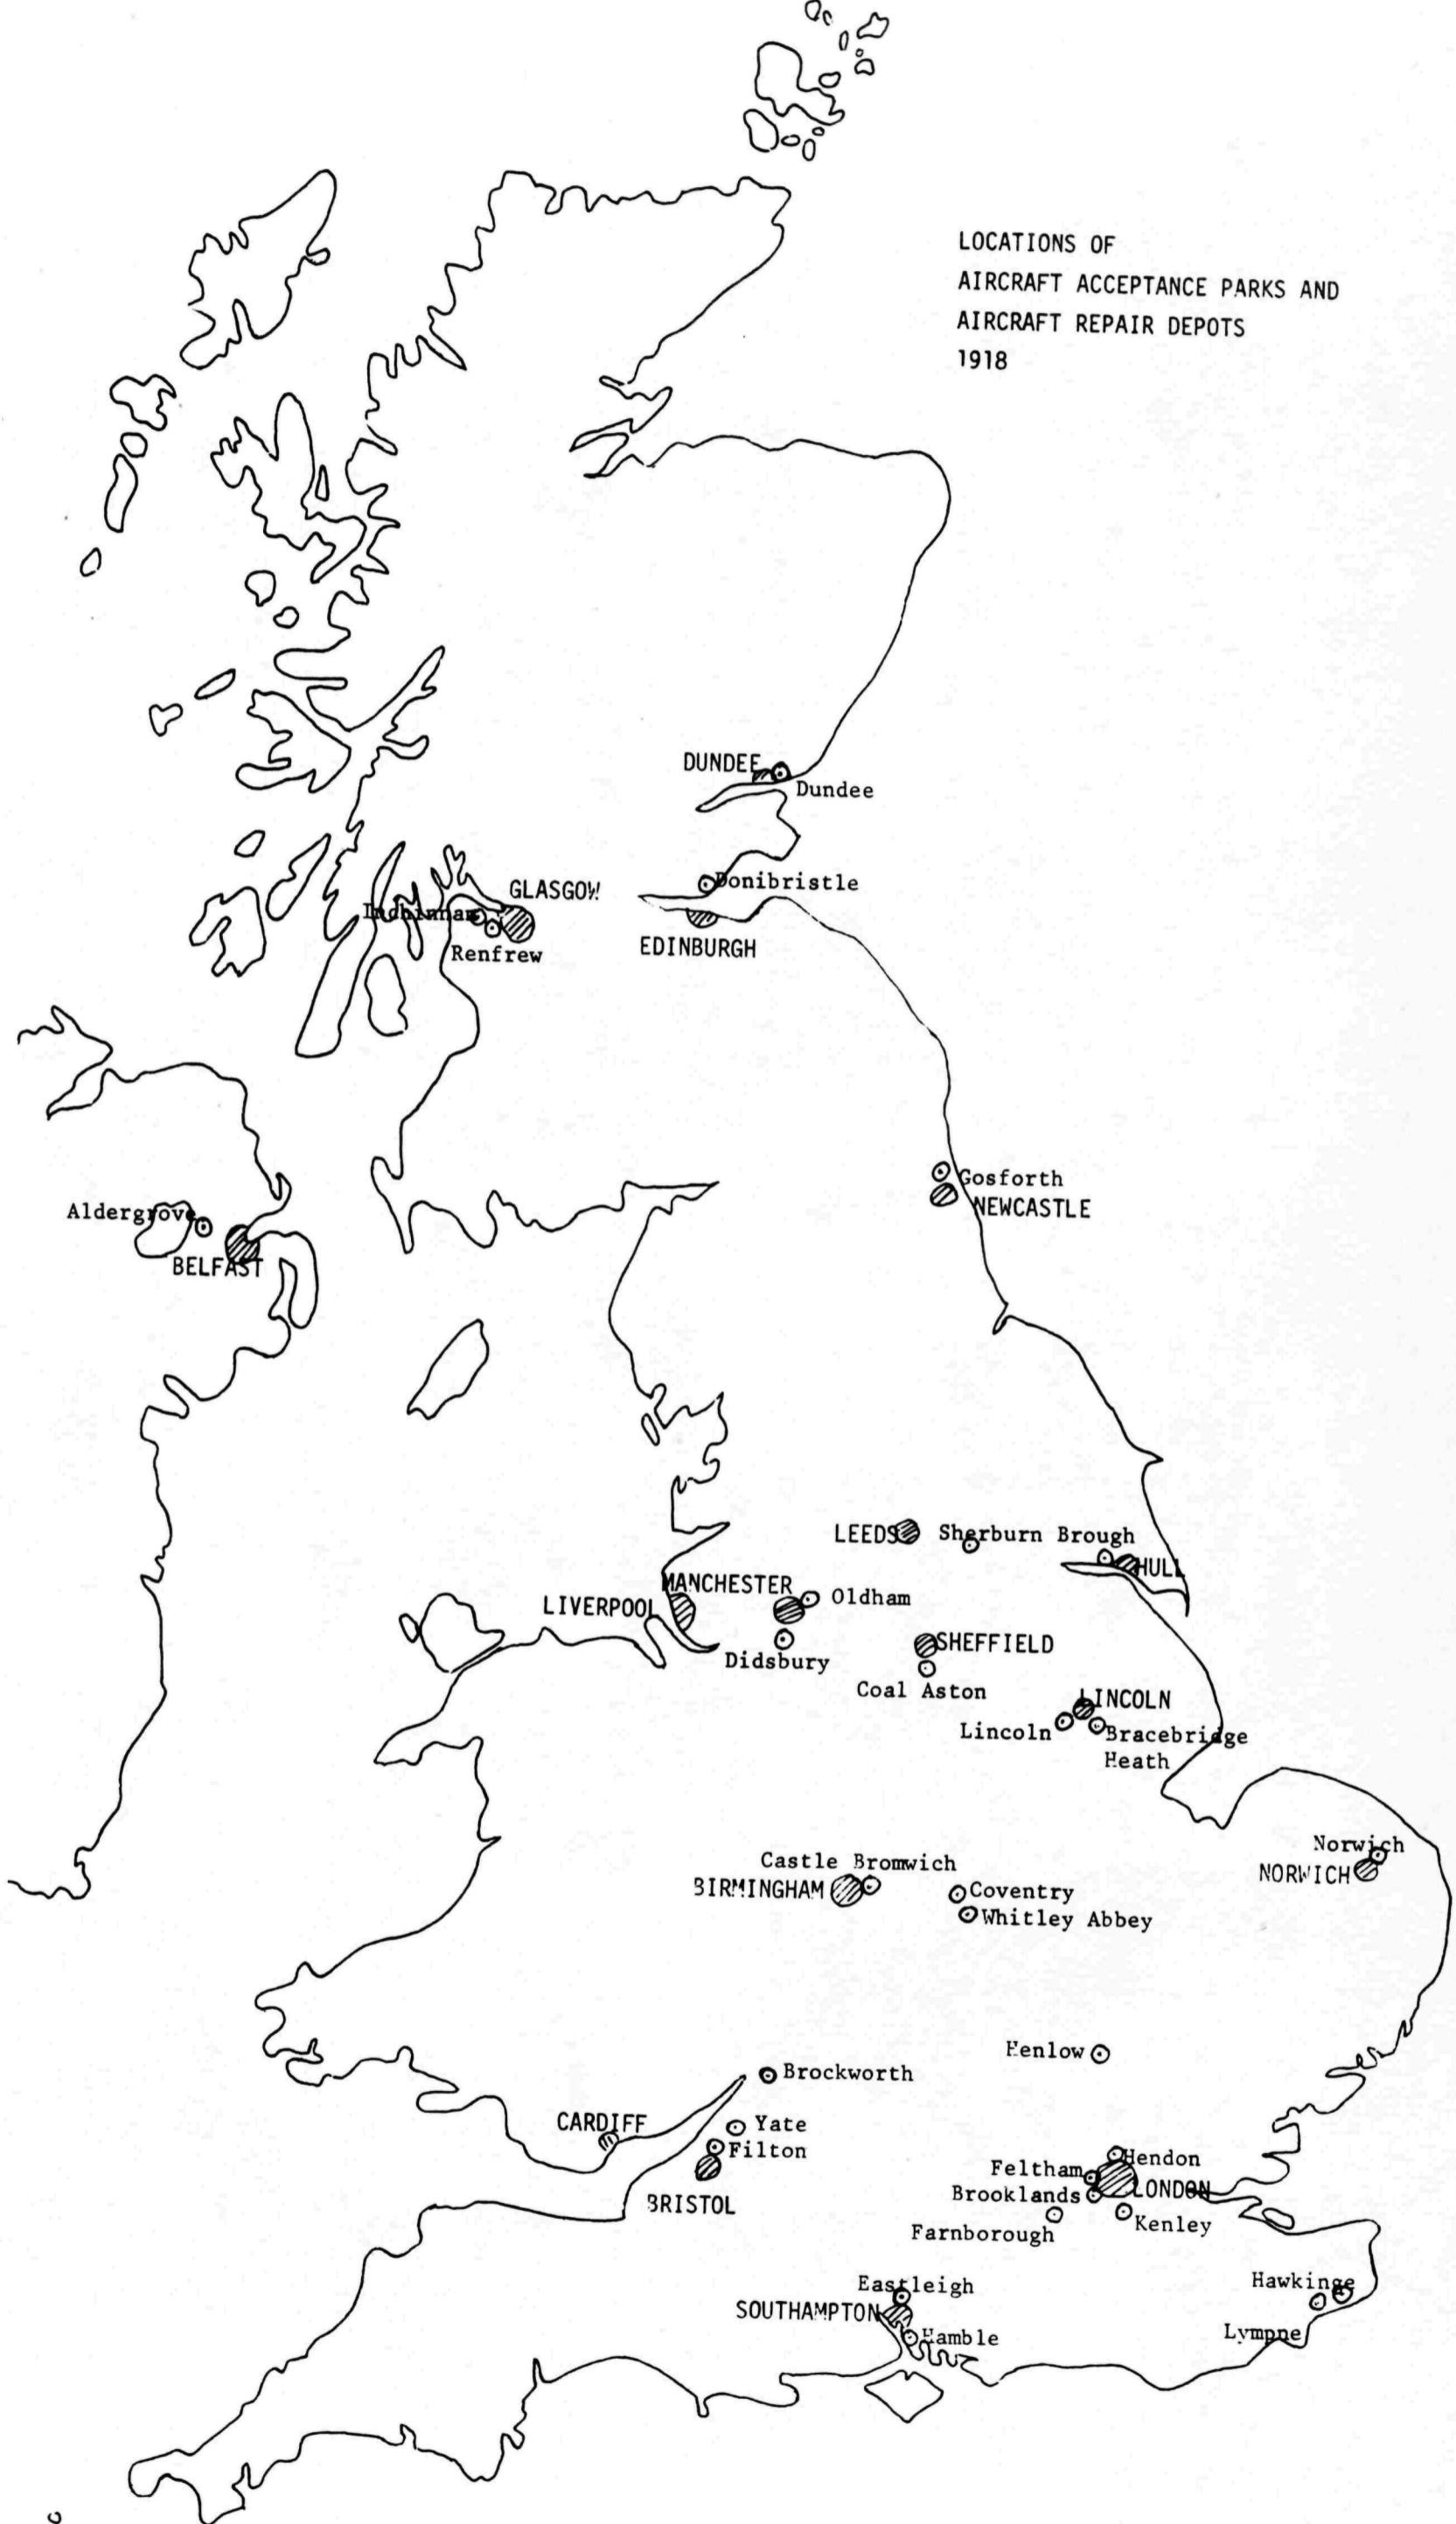 LOCATIONS OF
AIRCRAFT ACCEPTANCE PARKS AND
AIRCRAFT REPAIR DEPOTS
1918
DUNDEE
Dundee
Donibristle
GLASGOW
Inchinnan
Renfrew
EDINBURGH
Gosforth
NEWCASTLE
Aldergrove
BELFAST
LEEDS
Sherburn Brough
HULL
MANCHESTER
Oldham
LIVERPOOL
Didsbury
SHEFFIELD
Coal Aston
LINCOLN
Lincoln
Bracebridge
Heath
Norwich
NORWICH
Castle Bromwich
BIRMINGHAM
Coventry
Whitley Abbey
Henlow
Brockworth
CARDIFF
Yate
Filton
BRISTOL
Hendon
Feltham
LONDON
Brooklands
Kenley
Farnborough
Eastleigh
SOUTHAMPTON
Hamble
Hawkinge
Lympne